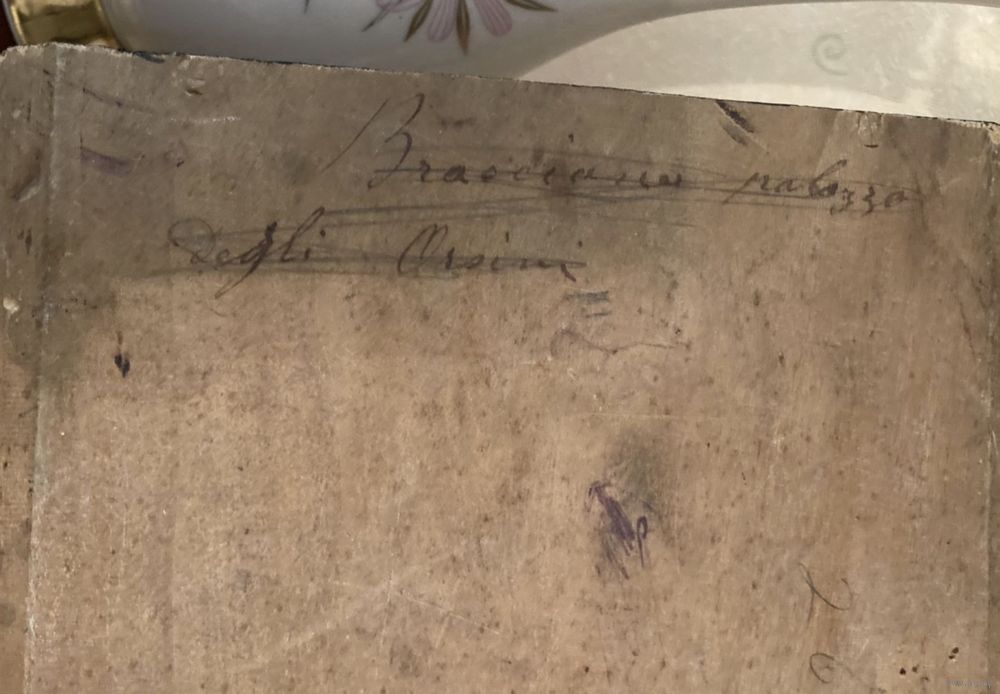 Bracciano palazzo
degli Orsini